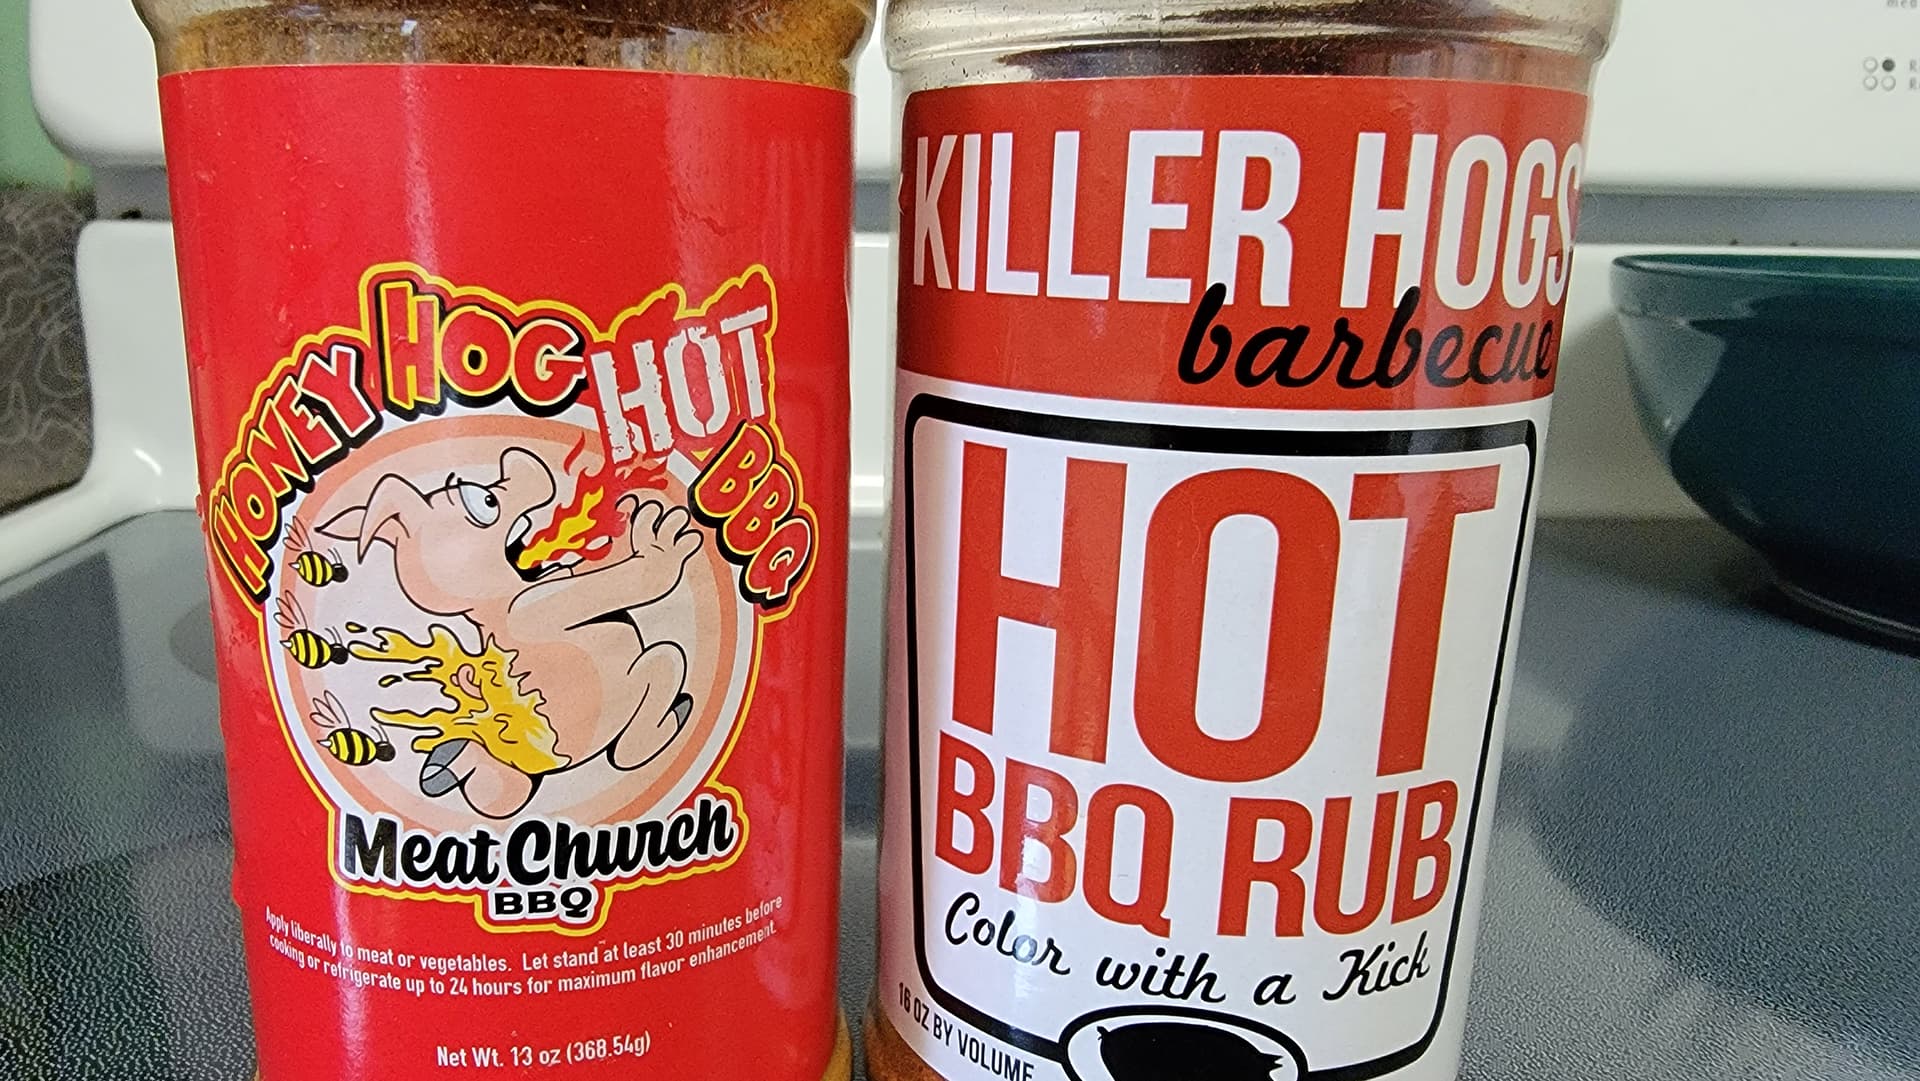 HONEY HOG HOT BBQ
Meat Church
BBQ
Apply liberally to meat or vegetables. Let stand at least 30 minutes before
cooking or refrigerate up to 24 hours for maximum flavor enhancement.
Net Wt. 13 oz (368.54g)
KILLER HOGS
barbecue
HOT
BBQ RUB
Color with a Kick
16 OZ BY VOLUME